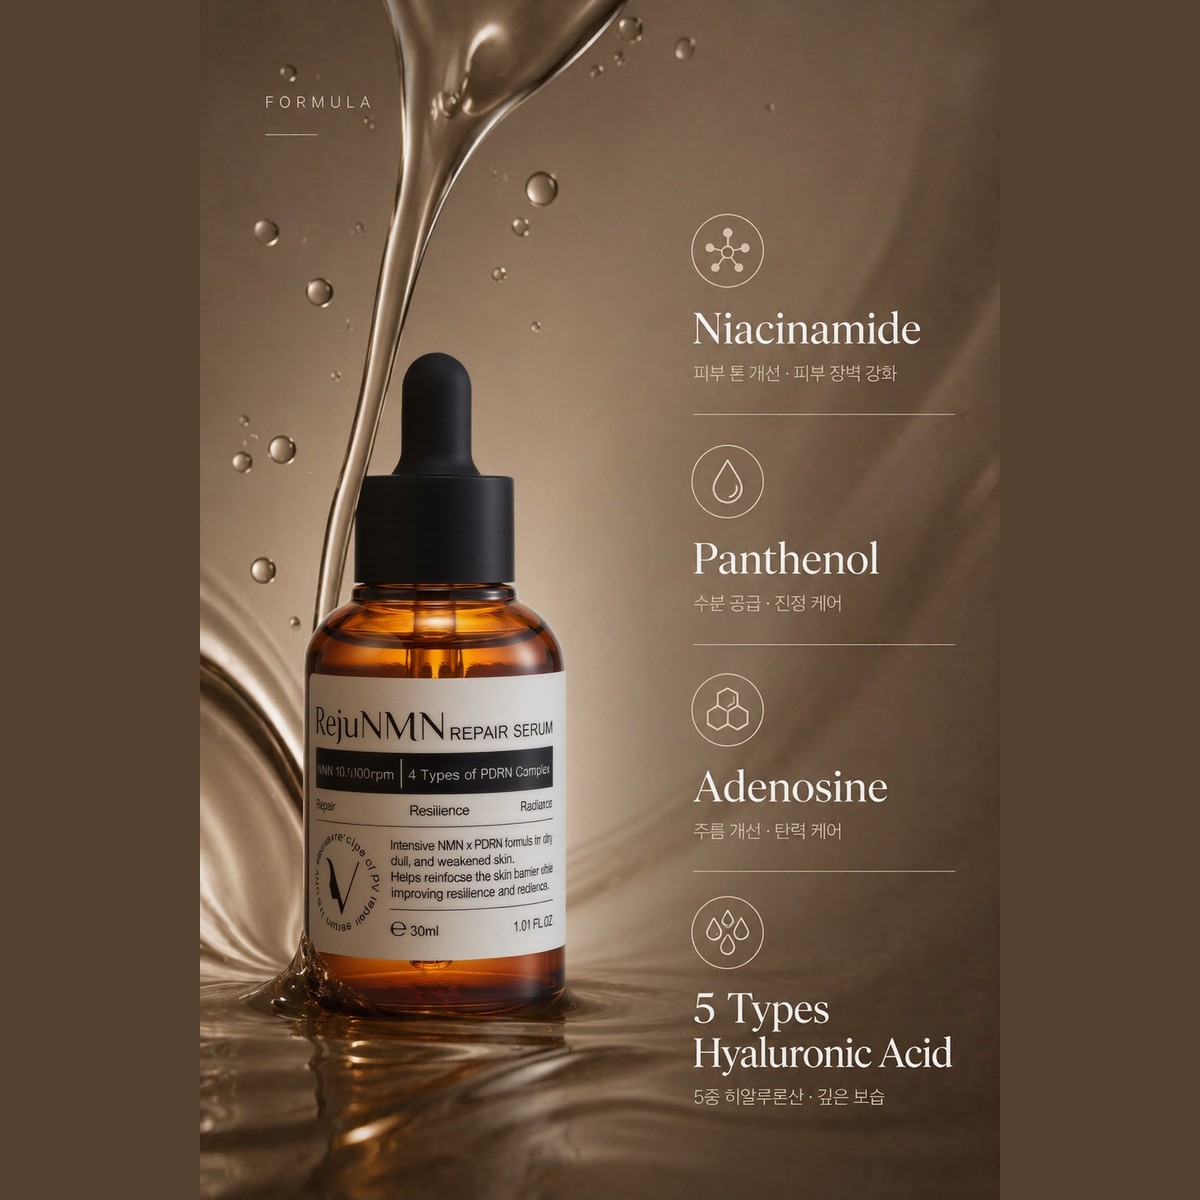 FORMULA
Niacinamide
피부 톤 개선 · 피부 장벽 강화
Panthenol
수분 공급 · 진정 케어
Adenosine
주름 개선 · 탄력 케어
5 Types
Hyaluronic Acid
5중 히알루론산 · 깊은 보습
RejuNMN REPAIR SERUM
4 Types of PDRN Complex
Repair Resilience Radiance
Intensive NMN x PDRN formuls
dull, and weakened skin.
Helps reinfocse the skin barrier
improving resilience and redience.
℮ 30ml 1.01 FL.OZ